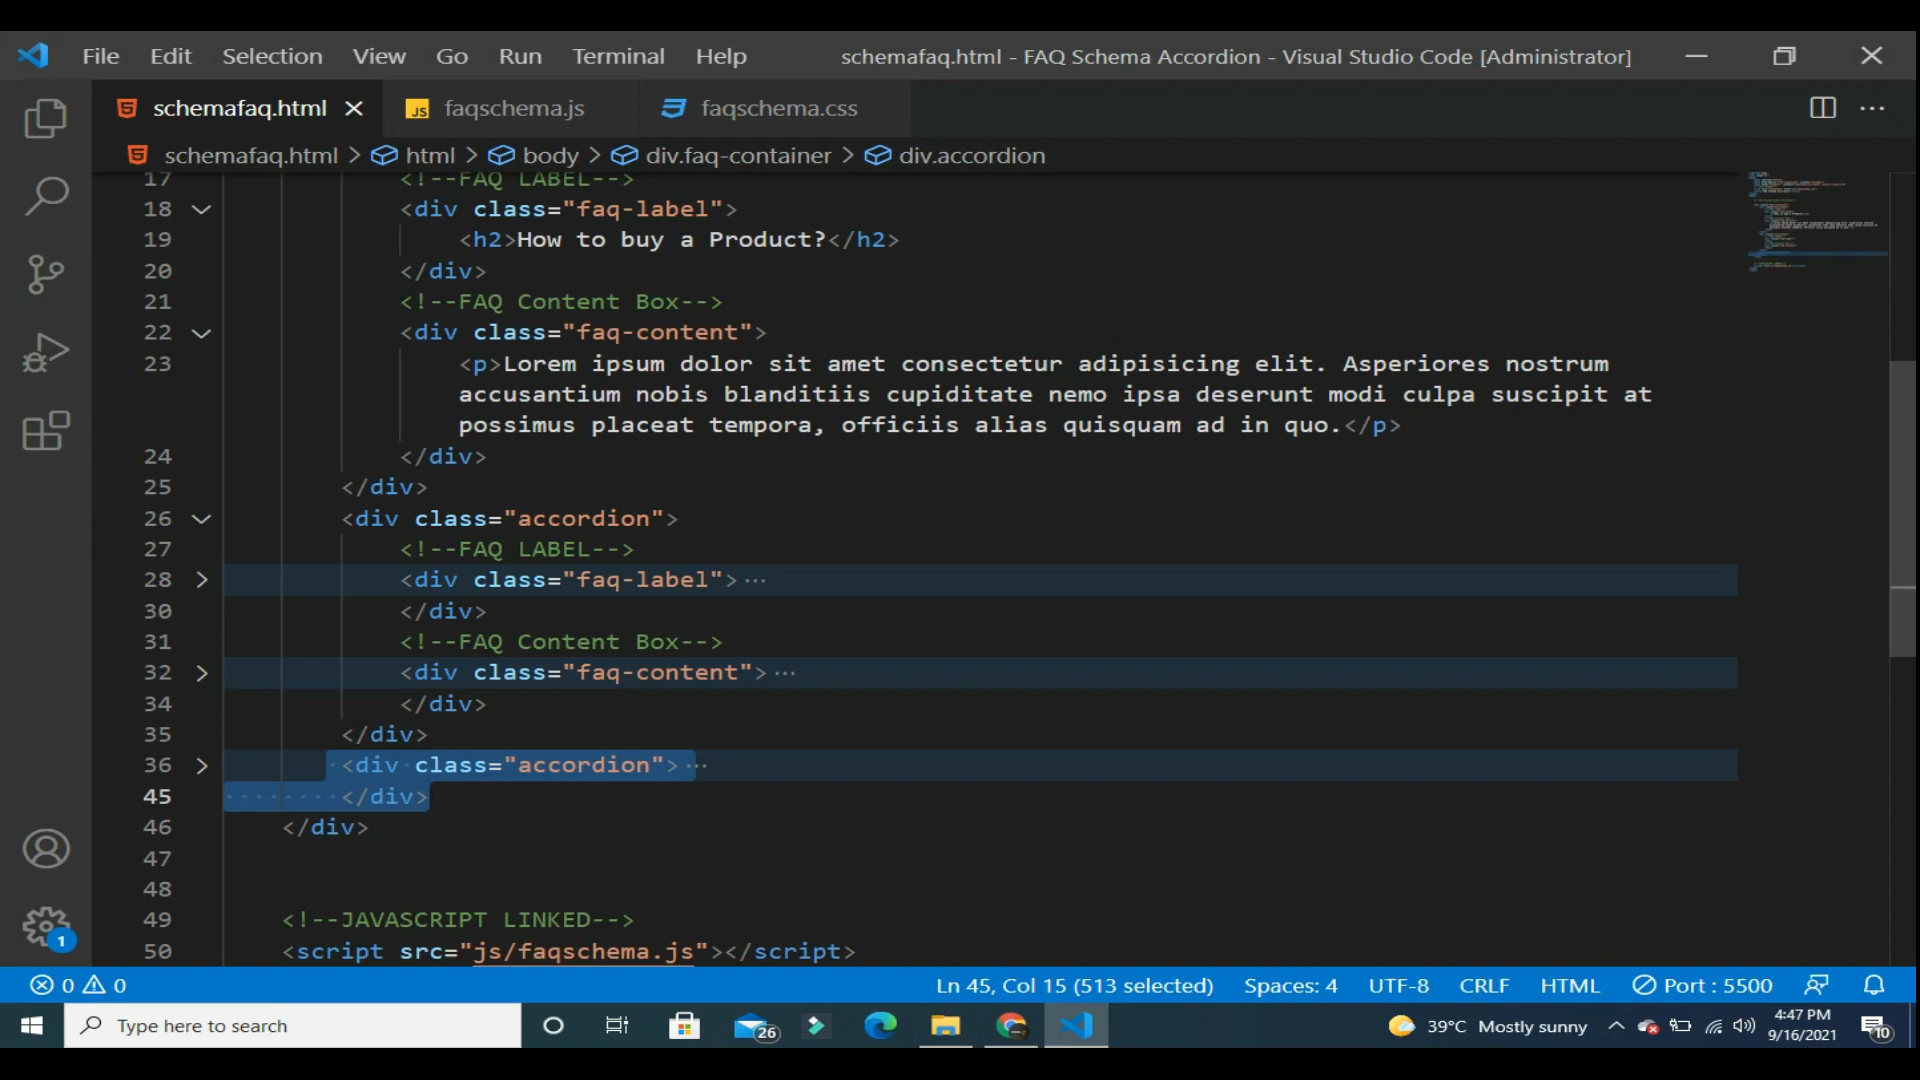 File Edit Selection View Go Run Terminal Help schemafaq.html - FAQ Schema Accordion - Visual Studio Code [Administrator]
schemafaq.html JS faqschema.js faqschema.css
schemafaq.html > html > body > div.faq-container > div.accordion
17 <!--FAQ LABEL-->
18 <div class="faq-label">
19 <h2>How to buy a Product?</h2>
20 </div>
21 <!--FAQ Content Box-->
22 <div class="faq-content">
23 <p>Lorem ipsum dolor sit amet consectetur adipisicing elit. Asperiores nostrum
accusantium nobis blanditiis cupiditate nemo ipsa deserunt modi culpa suscipit at
possimus placeat tempora, officiis alias quisquam ad in quo.</p>
24 </div>
25 </div>
26 <div class="accordion">
27 <!--FAQ LABEL-->
28 <div class="faq-label">...
30 </div>
31 <!--FAQ Content Box-->
32 <div class="faq-content">...
34 </div>
35 </div>
36 <div class="accordion">...
45 </div>
46 </div>
47
48
49 <!--JAVASCRIPT LINKED-->
50 <script src="js/faqschema.js"></script>
1
0 0 Ln 45, Col 15 (513 selected) Spaces: 4 UTF-8 CRLF HTML Port : 5500
Type here to search 26 39°C Mostly sunny 4:47 PM 10
9/16/2021